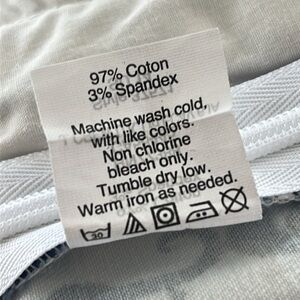 97% Coton
3% Spandex
Machine wash cold,
with like colors.
Non chlorine
bleach only.
Tumble dry low.
Warm iron as needed.
30